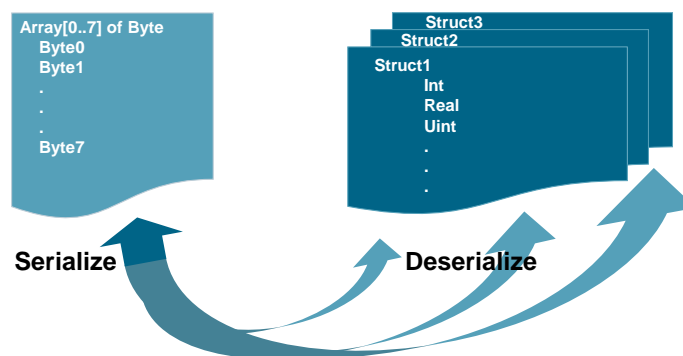 Array[0..7] of Byte
Byte0
Byte1
.
.
.
Byte7
Struct3
Struct2
Struct1
Int
Real
Uint
.
.
.
Serialize
Deserialize